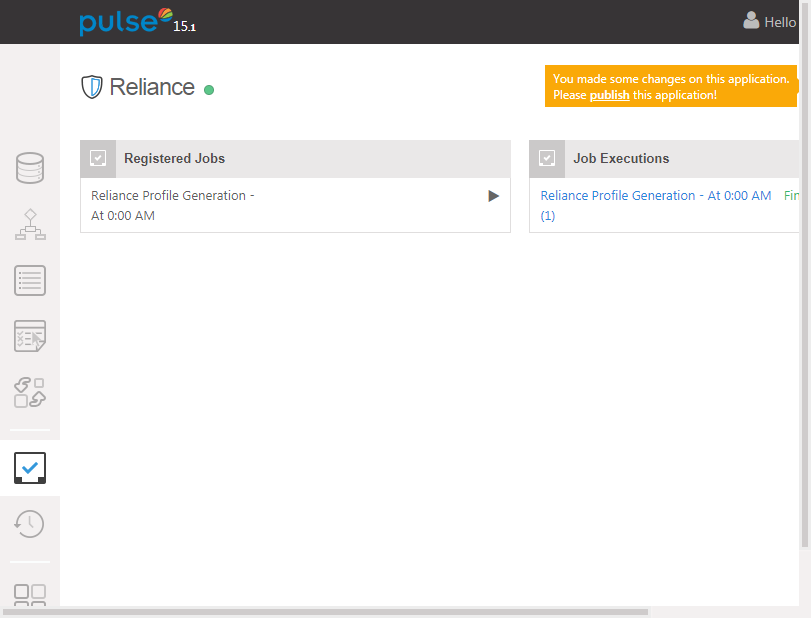 pulse 15.1
Hello
Reliance
You made some changes on this application.
Please publish this application!
Registered Jobs
Reliance Profile Generation -
At 0:00 AM
Job Executions
Reliance Profile Generation - At 0:00 AM
(1)